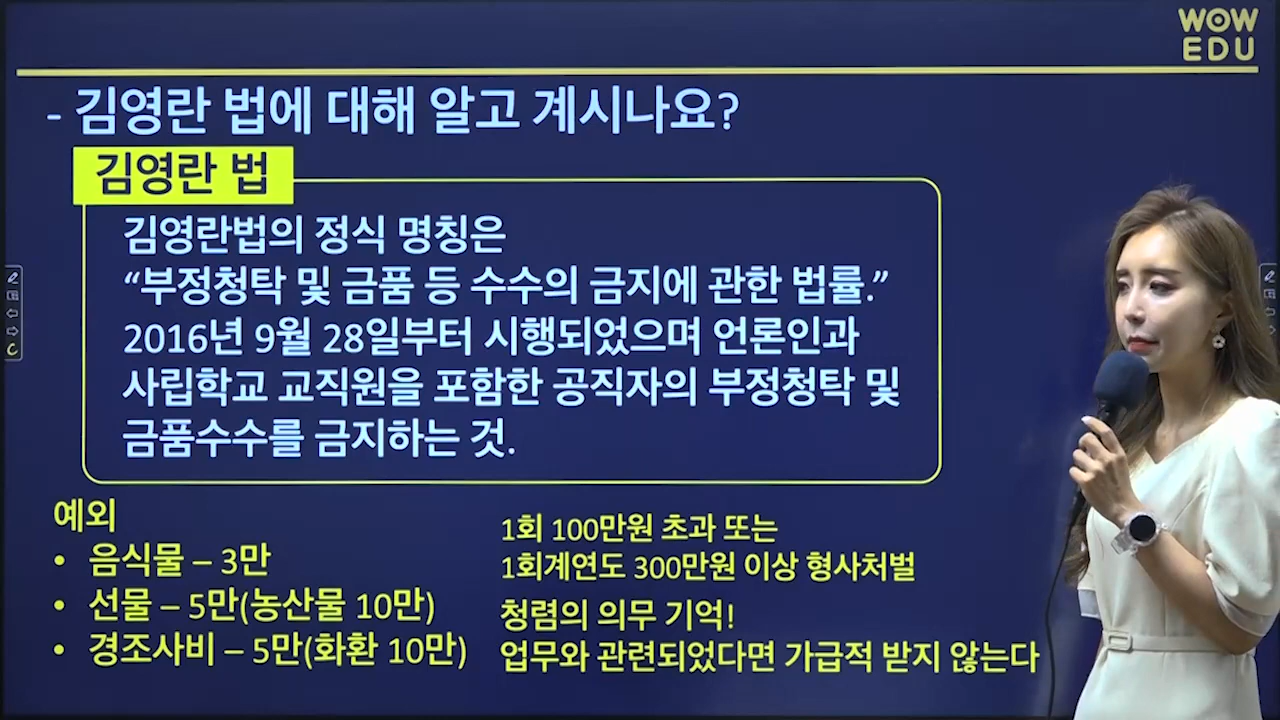 WOW
EDU
- 김영란 법에 대해 알고 계시나요?
김영란 법
김영란법의 정식 명칭은
“부정청탁 및 금품 등 수수의 금지에 관한 법률.”
2016년 9월 28일부터 시행되었으며 언론인과
사립학교 교직원을 포함한 공직자의 부정청탁 및
금품수수를 금지하는 것.
예외
• 음식물 – 3만
• 선물 – 5만(농산물 10만)
• 경조사비 – 5만(화환 10만)
1회 100만원 초과 또는
1회계연도 300만원 이상 형사처벌
청렴의 의무 기억!
업무와 관련되었다면 가급적 받지 않는다